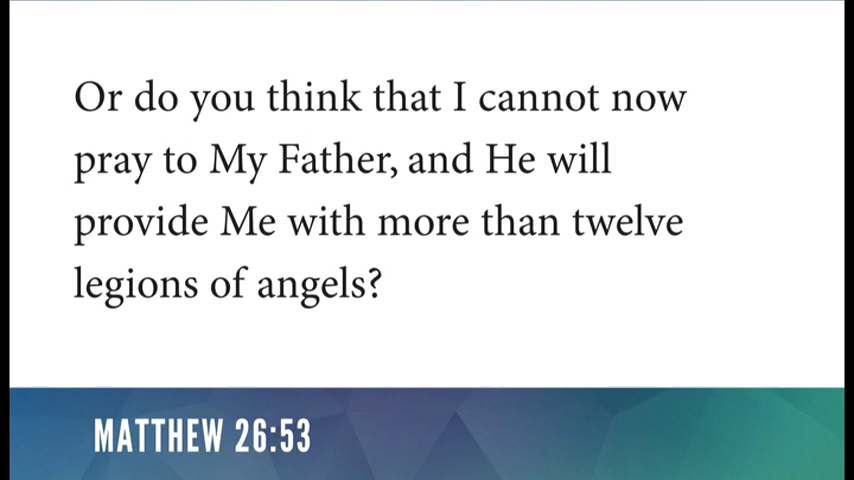 Or do you think that I cannot now
pray to My Father, and He will
provide Me with more than twelve
legions of angels?
MATTHEW 26:53